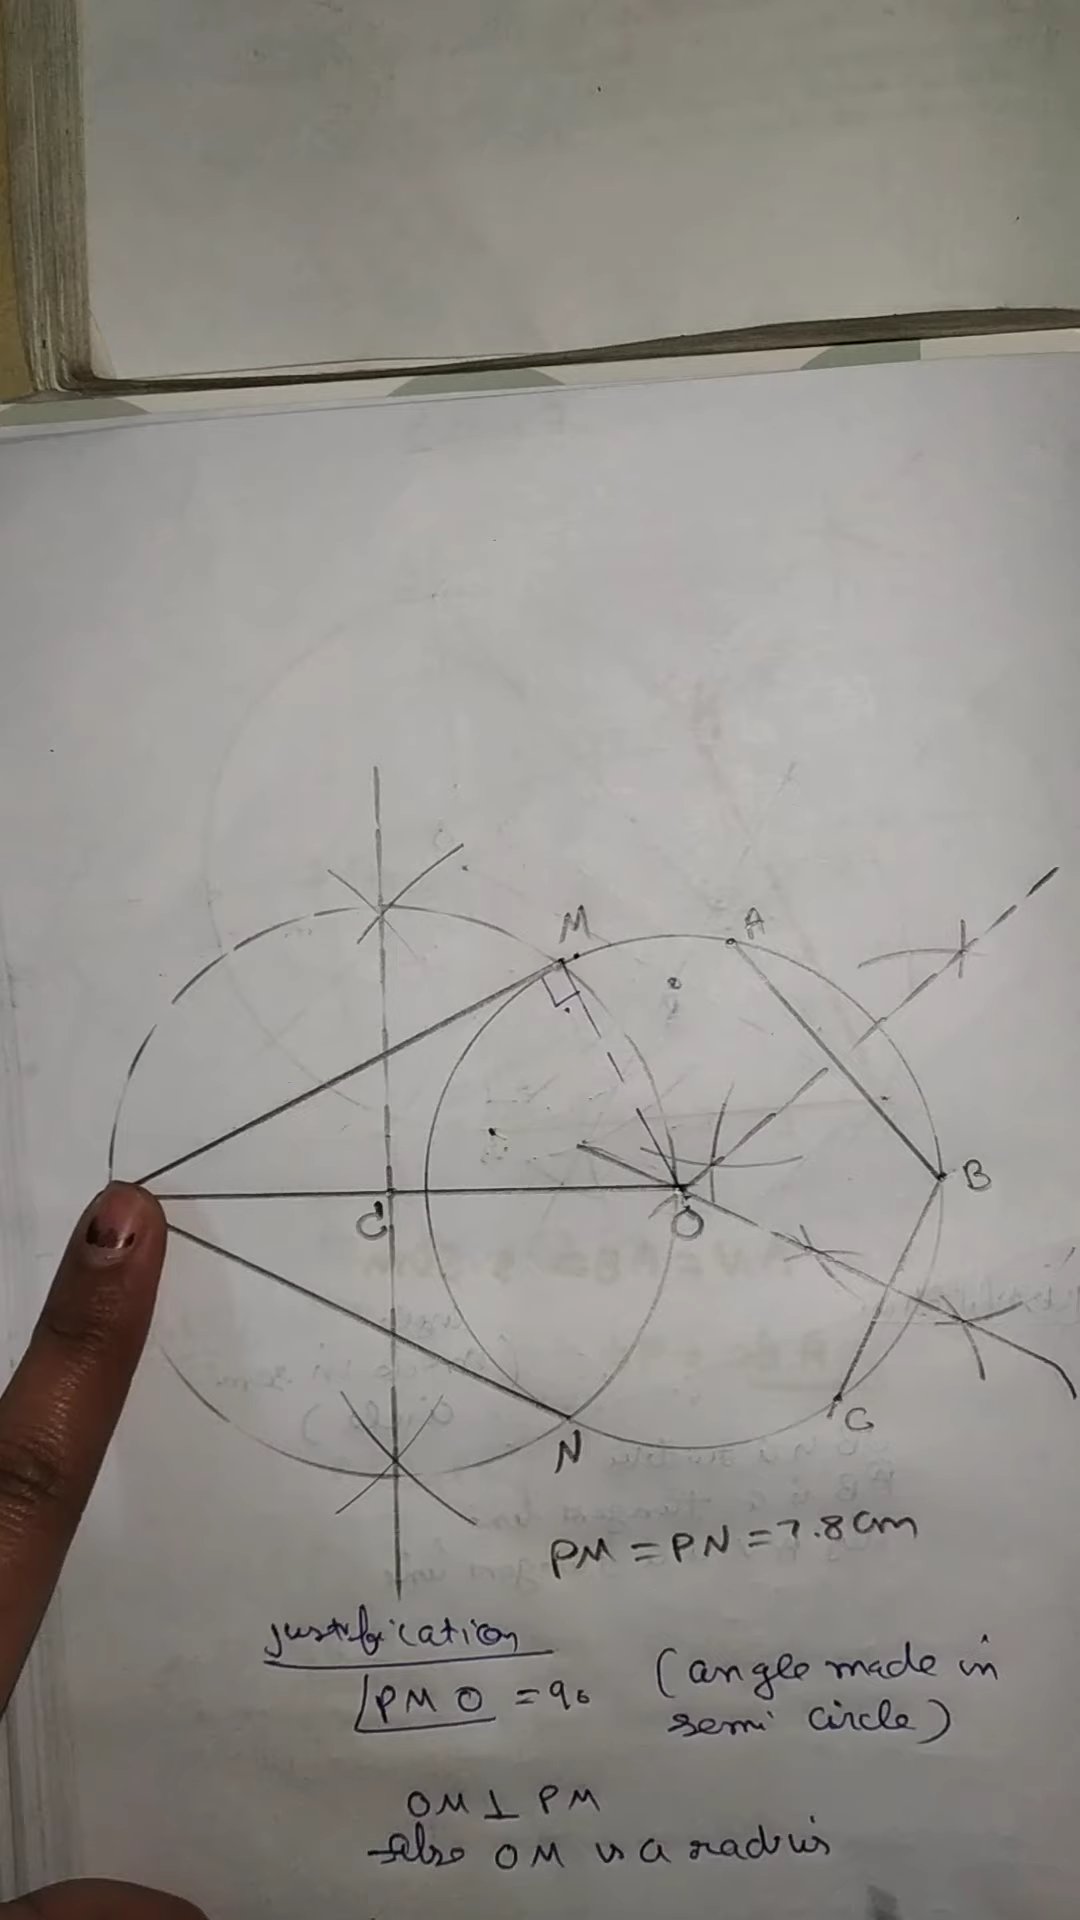 M
A
B
C
O
C
N
PM = PN = 7.8 cm
justification
∠PMO = 90 (angle made in
semi circle)
OM ⊥ PM
Also OM is a radius